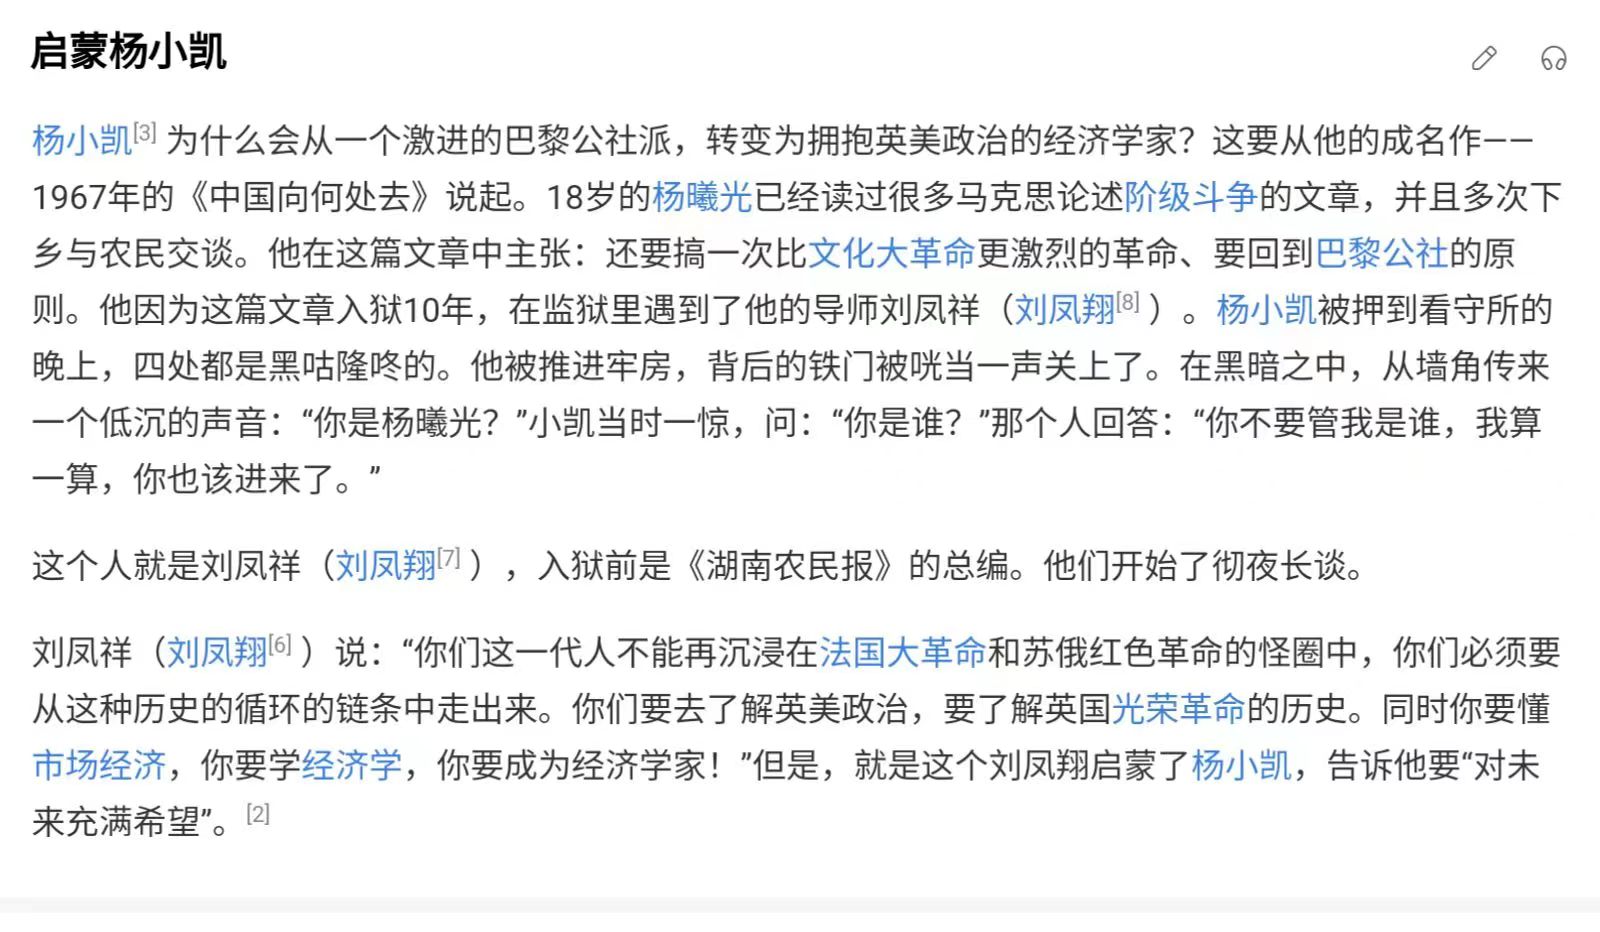 启蒙杨小凯
杨小凯[3] 为什么会从一个激进的巴黎公社派，转变为拥抱英美政治的经济学家？这要从他的成名作——
1967年的《中国向何处去》说起。18岁的杨曦光已经读过很多马克思论述阶级斗争的文章，并且多次下
乡与农民交谈。他在这篇文章中主张：还要搞一次比文化大革命更激烈的革命、要回到巴黎公社的原
则。他因为这篇文章入狱10年，在监狱里遇到了他的导师刘凤祥（刘凤翔[8] ）。杨小凯被押到看守所的
晚上，四处都是黑咕隆咚的。他被推进牢房，背后的铁门被咣当一声关上了。在黑暗之中，从墙角传来
一个低沉的声音：“你是杨曦光？”小凯当时一惊，问：“你是谁？”那个人回答：“你不要管我是谁，我算
一算，你也该进来了。”
这个人就是刘凤祥（刘凤翔[7] ），入狱前是《湖南农民报》的总编。他们开始了彻夜长谈。
刘凤祥（刘凤翔[6] ）说：“你们这一代人不能再沉浸在法国大革命和苏俄红色革命的怪圈中，你们必须要
从这种历史的循环的链条中走出来。你们要去了解英美政治，要了解英国光荣革命的历史。同时你要懂
市场经济，你要学经济学，你要成为经济学家！”但是，就是这个刘凤翔启蒙了杨小凯，告诉他要“对未
来充满希望”。[2]